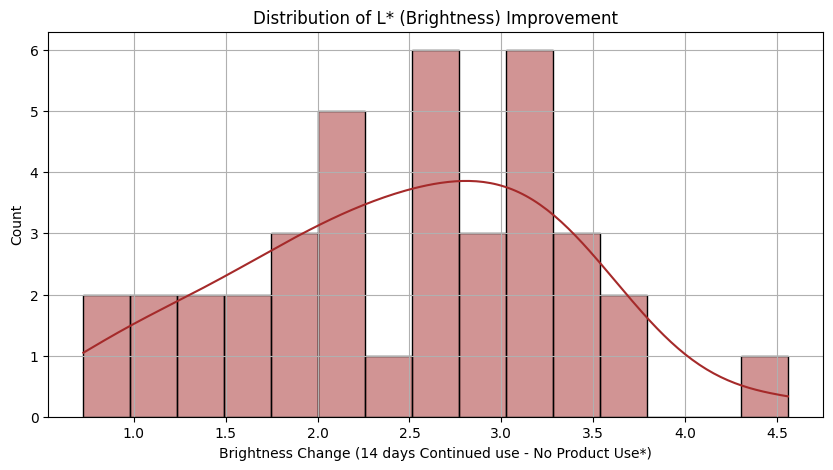 Distribution of L* (Brightness) Improvement
6
5
4
3
2
1
0
Count
1.0 1.5 2.0 2.5 3.0 3.5 4.0 4.5
Brightness Change (14 days Continued use - No Product Use*)